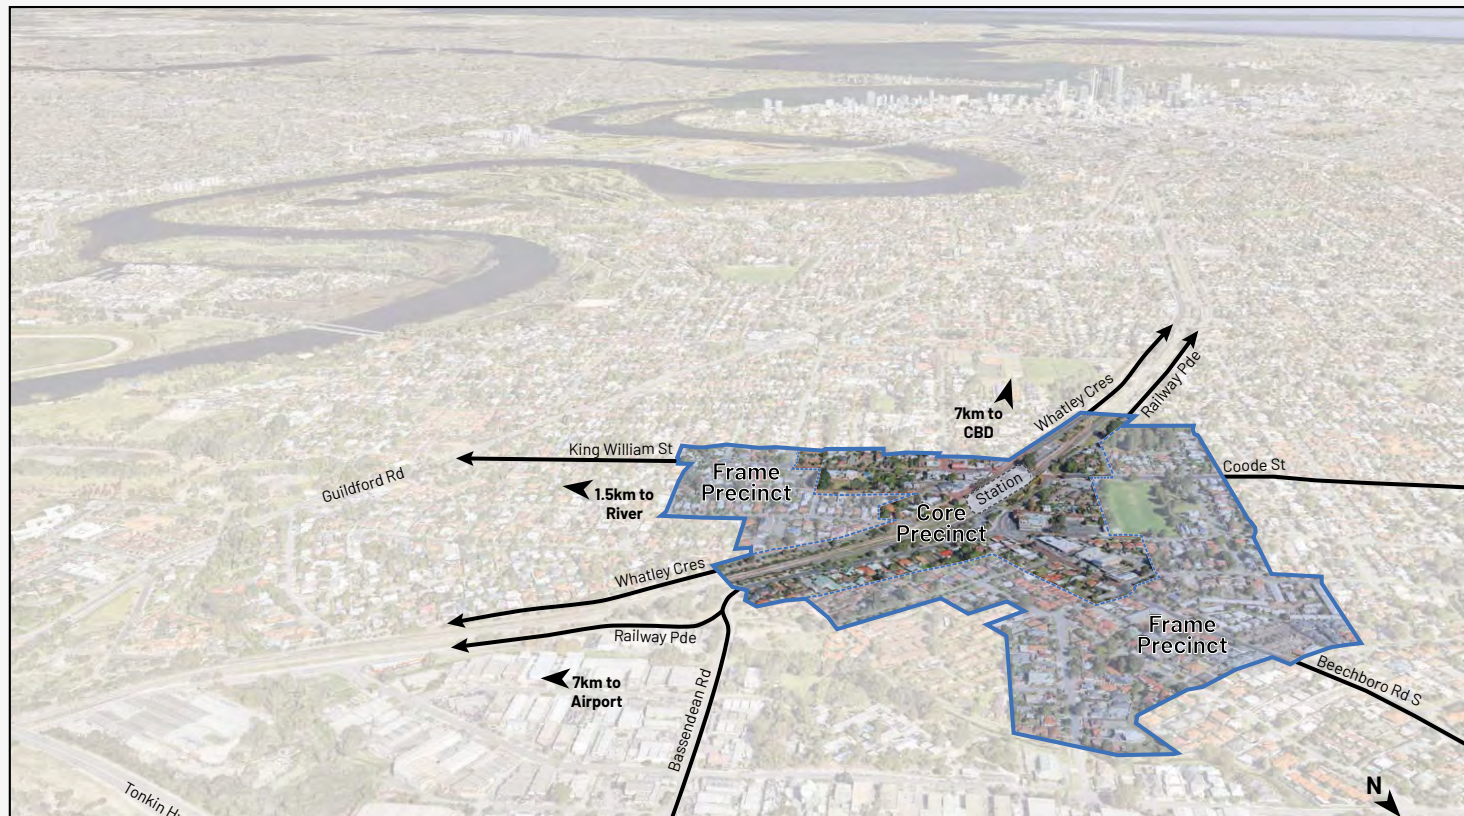 Whatley Cres
Railway Pde
7km to
CBD
King William St
Guildford Rd
1.5km to
River
Frame
Precinct
Station
Core
Precinct
Coode St
Whatley Cres
Railway Pde
7km to
Airport
Bassendean Rd
Frame
Precinct
Beechboro Rd S
Tonkin H
N